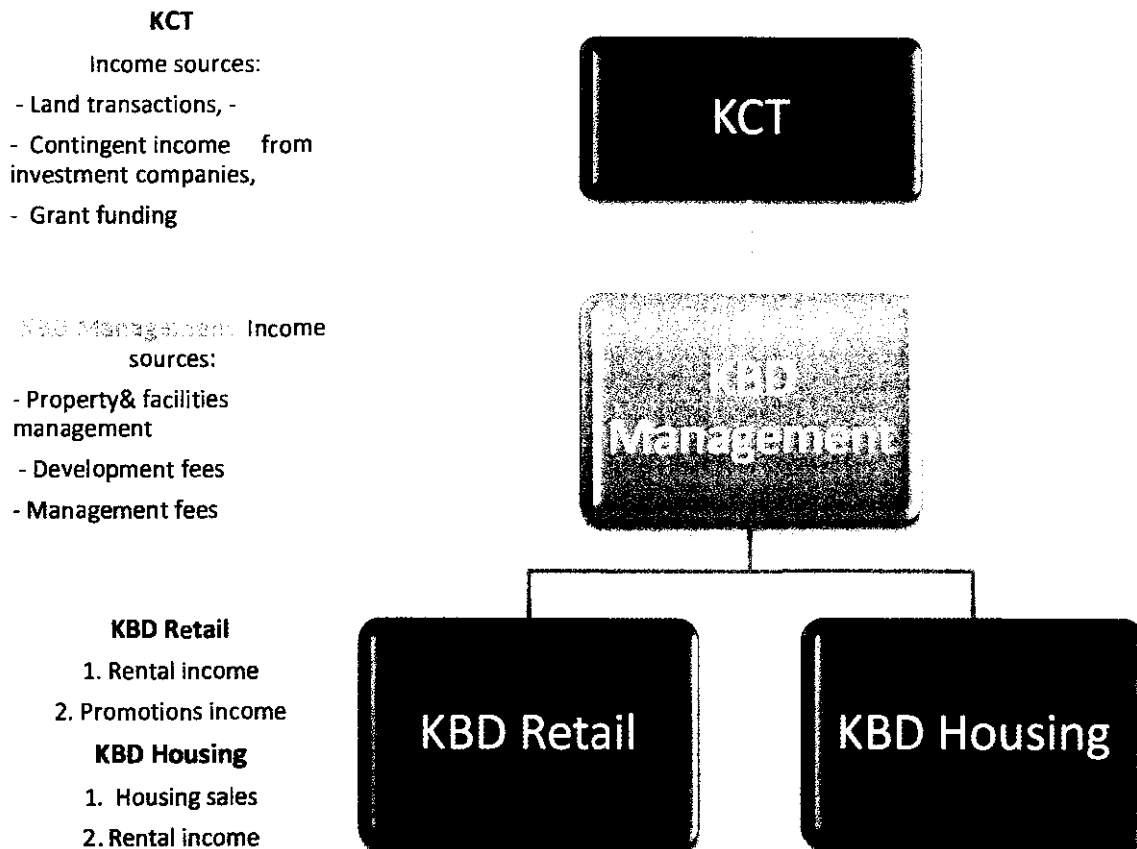 KCT
Income sources:
- Land transactions, -
- Contingent income from
investment companies,
- Grant funding
KBD Management Income
sources:
- Property& facilities
management
- Development fees
- Management fees
KBD Retail
1. Rental income
2. Promotions income
KBD Housing
1. Housing sales
2. Rental income
KCT
KBD
Management
KBD Retail
KBD Housing